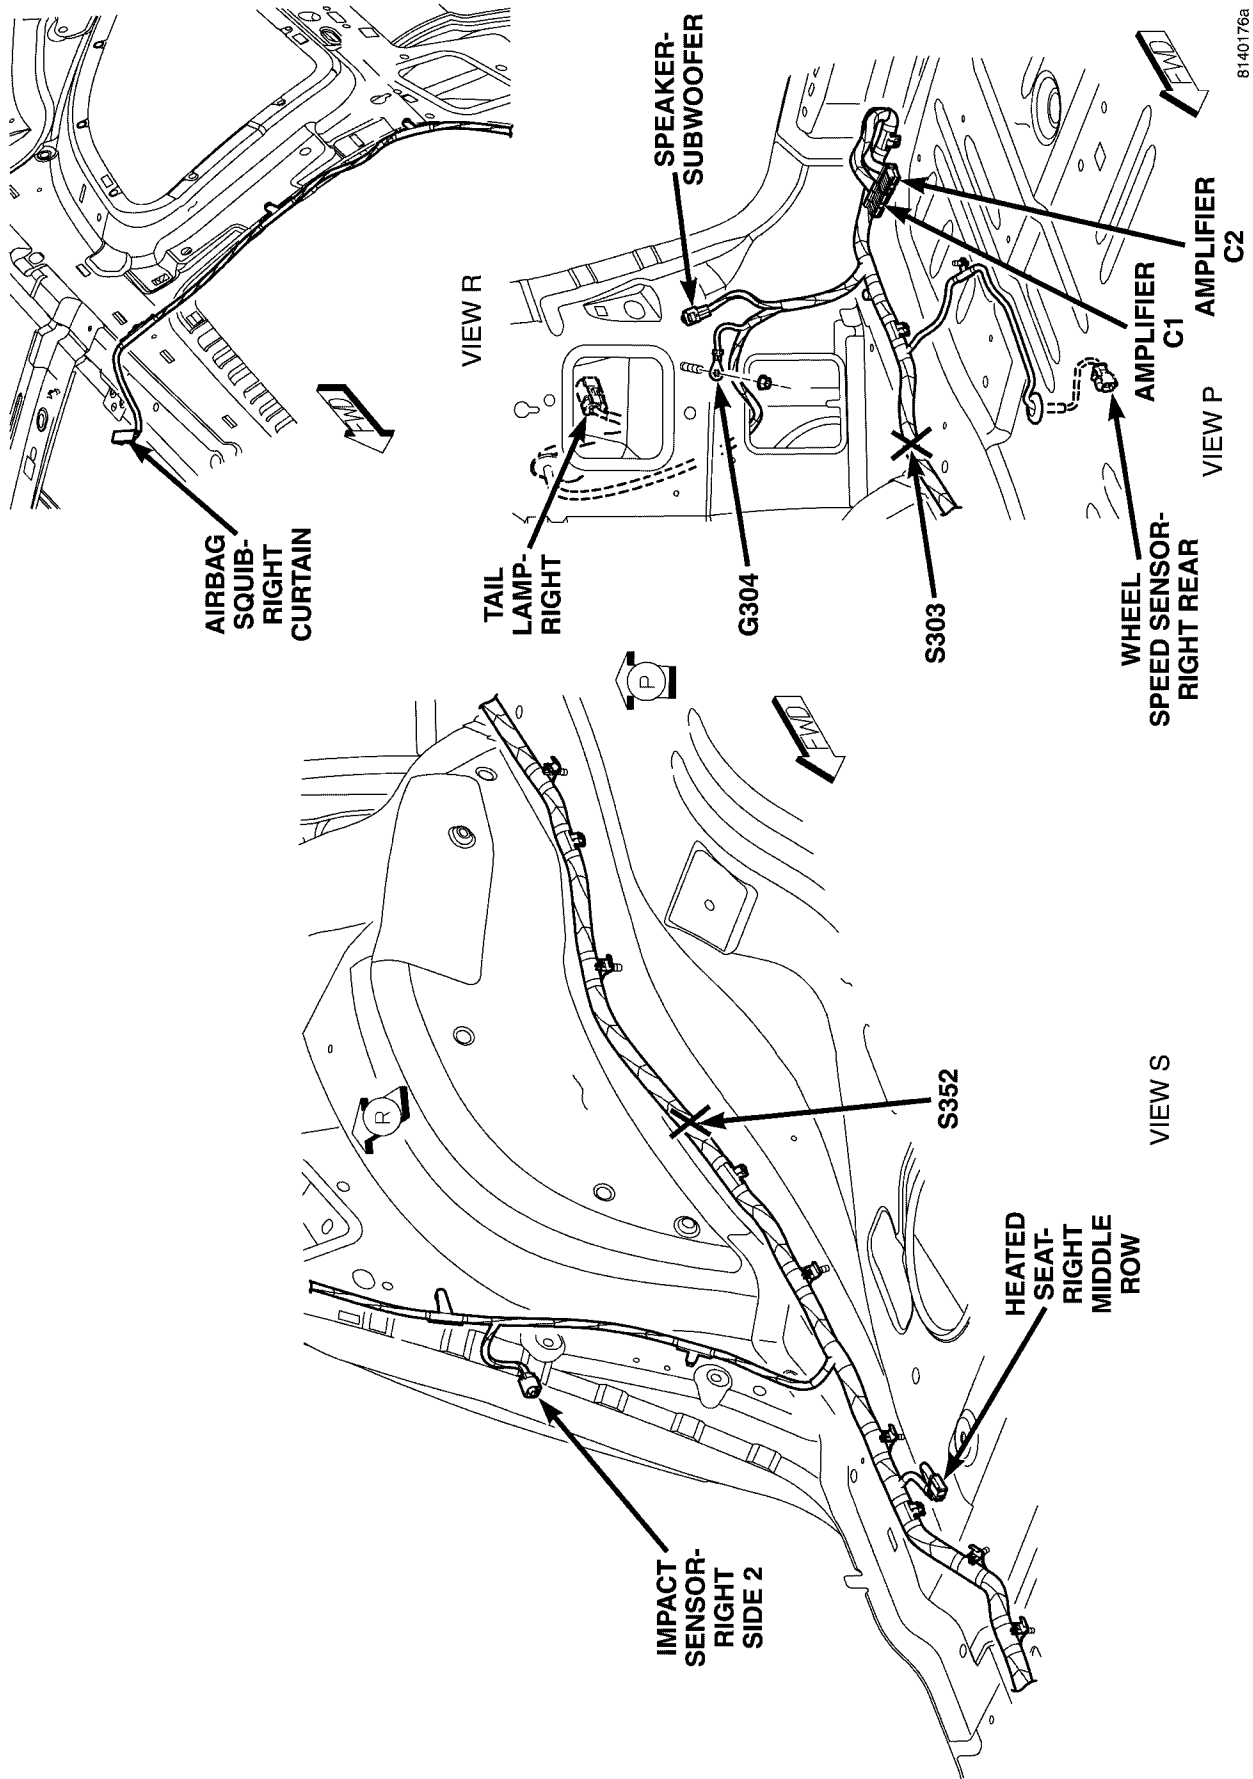 AIRBAG
SQUIB-
RIGHT
CURTAIN
FWD
VIEW R
IMPACT
SENSOR-
RIGHT
SIDE 2
R
HEATED
SEAT-
RIGHT
MIDDLE
ROW
S352
P
FWD
VIEW S
TAIL
LAMP-
RIGHT
G304
S303
WHEEL
SPEED SENSOR-
RIGHT REAR
SPEAKER-
SUBWOOFER
AMPLIFIER
C1
AMPLIFIER
C2
FWD
VIEW P
8140176a